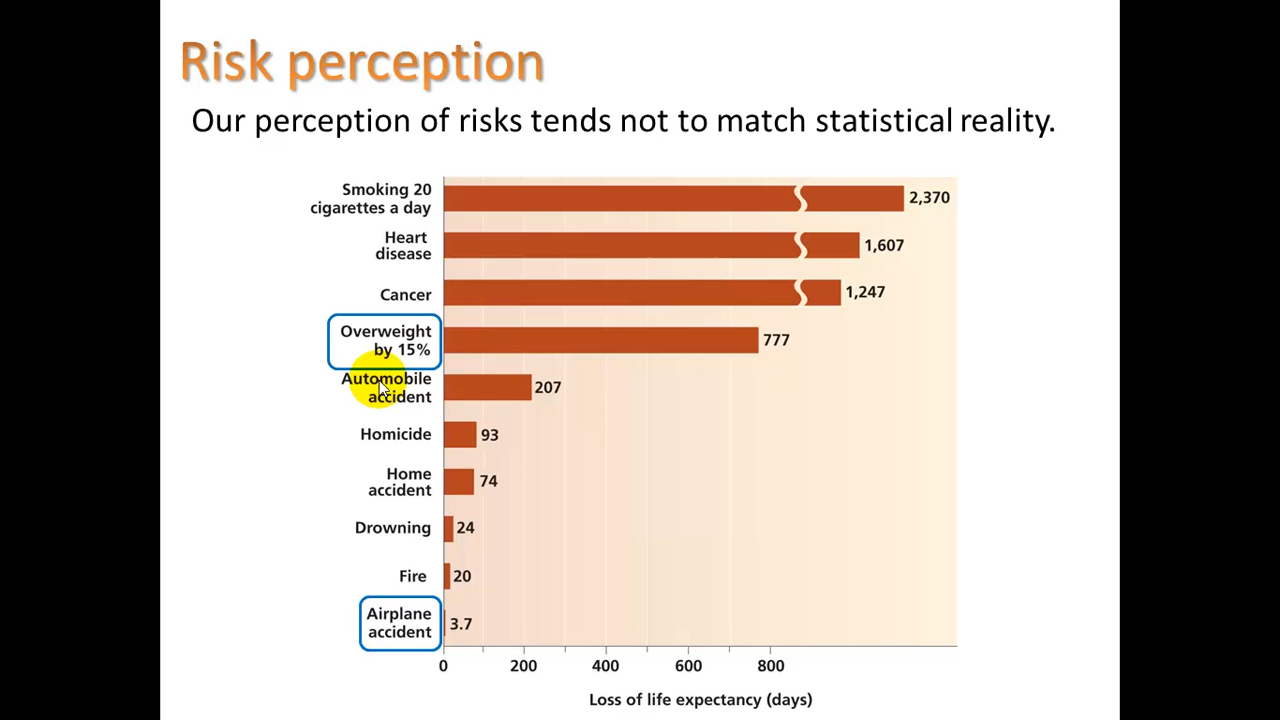 Risk perception
Our perception of risks tends not to match statistical reality.
Smoking 20
cigarettes a day
2,370
Heart
disease
1,607
Cancer
1,247
Overweight
by 15%
777
Automobile
accident
207
Homicide
93
Home
accident
74
Drowning
24
Fire
20
Airplane
accident
3.7
0 200 400 600 800
Loss of life expectancy (days)